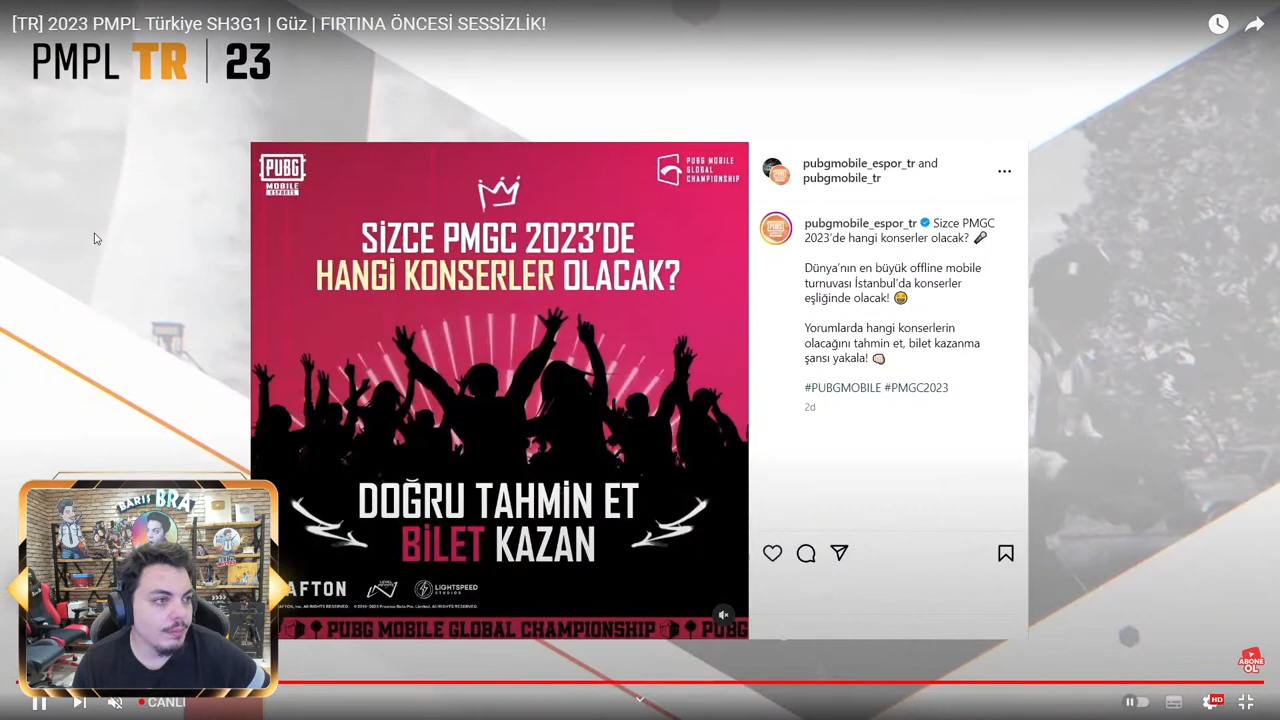 [TR] 2023 PMPL Türkiye SH3G1 | Güz | FIRTINA ÖNCESİ SESSİZLİK!
PMPL TR | 23
PUBG
MOBILE
ESPORTS
PUBG MOBILE
GLOBAL
CHAMPIONSHIP
SİZCE PMGC 2023'DE
HANGİ KONSERLER OLACAK?
DOĞRU TAHMİN ET
BİLET KAZAN
AFTON
LIGHTSPEED
STUDIOS
PUBG MOBILE GLOBAL CHAMPIONSHIP
PUBG
pubgmobile_espor_tr and
pubgmobile_tr
pubgmobile_espor_tr Sizce PMGC
2023'de hangi konserler olacak? 🎤
Dünya'nın en büyük offline mobile
turnuvası İstanbul'da konserler
eşliğinde olacak! 😁
Yorumlarda hangi konserlerin
olacağını tahmin et, bilet kazanma
şansı yakala!
#PUBGMOBILE #PMGC2023
2d
BARIŞ BRA
ABONE
OL
CANLI
HD